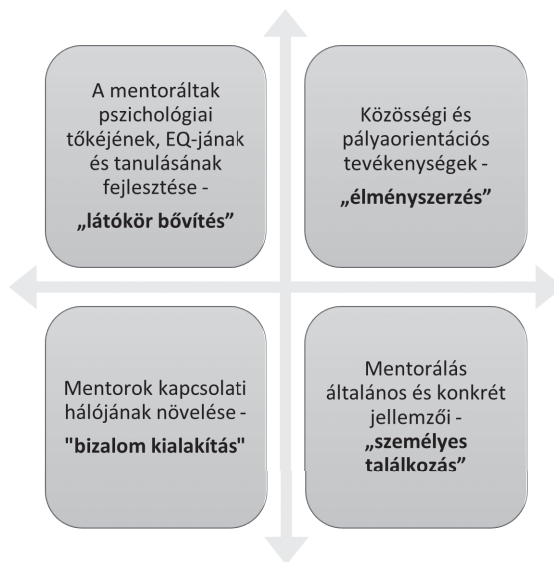 A mentoráltak
pszichológiai
tőkéjének, EQ-jának
és tanulásának
fejlesztése -
„látókör bővítés”
Közösségi és
pályaorientációs
tevékenységek -
„élményszerzés”
Mentorok kapcsolati
hálójának növelése -
"bizalom kialakítás"
Mentorálás
általános és konkrét
jellemzői -
„személyes
találkozás”